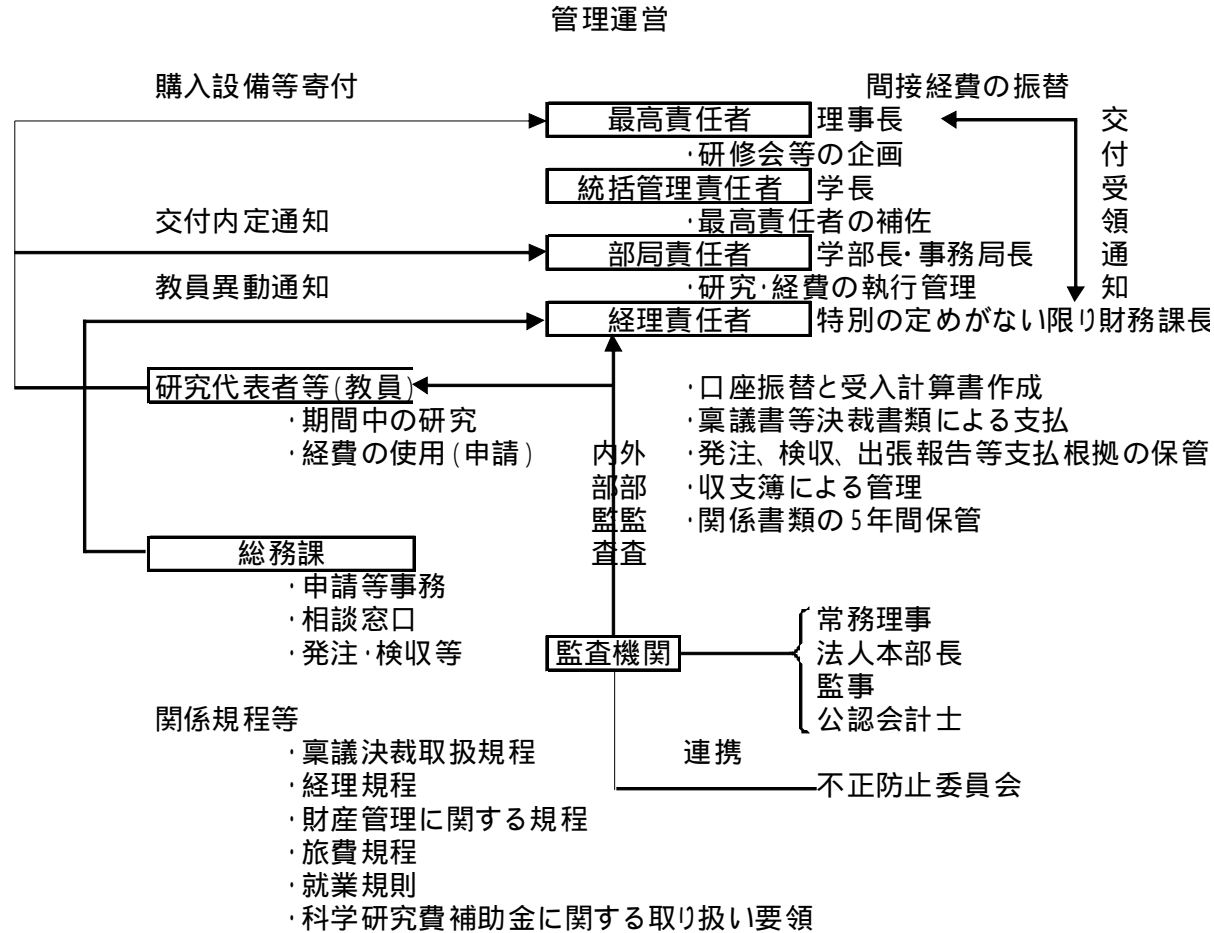 管理運営
購入設備等寄付
間接経費の振替
最高責任者 理事長
・研修会等の企画
統括管理責任者 学長
・最高責任者の補佐
交付内定通知
部局責任者 学部長・事務局長
・研究・経費の執行管理
教員異動通知
経理責任者 特別の定めがない限り財務課長
交付受領通知
研究代表者等(教員)
・期間中の研究
・経費の使用(申請)
・口座振替と受入計算書作成
・稟議書等決裁書類による支払
・発注、検収、出張報告等支払根拠の保管
・収支簿による管理
・関係書類の5年間保管
内部監査
外部監査
総務課
・申請等事務
・相談窓口
・発注・検収等
監査機関
常務理事
法人本部長
監事
公認会計士
連携
不正防止委員会
関係規程等
・稟議決裁取扱規程
・経理規程
・財産管理に関する規程
・旅費規程
・就業規則
・科学研究費補助金に関する取り扱い要領